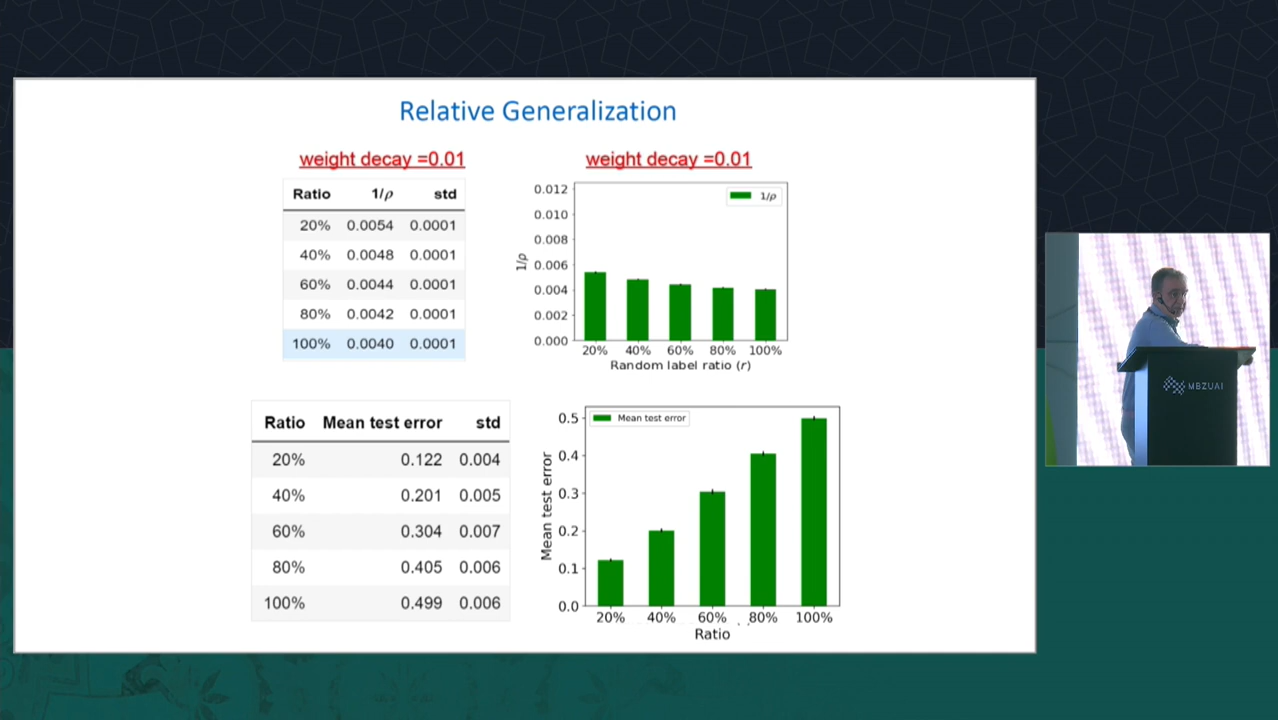 Relative Generalization
weight decay =0.01
Ratio 1/ρ std
20% 0.0054 0.0001
40% 0.0048 0.0001
60% 0.0044 0.0001
80% 0.0042 0.0001
100% 0.0040 0.0001
weight decay =0.01
0.012
0.010
0.008
0.006
0.004
0.002
0.000
1/ρ
1/ρ
20% 40% 60% 80% 100%
Random label ratio (r)
Ratio Mean test error std
20% 0.122 0.004
40% 0.201 0.005
60% 0.304 0.007
80% 0.405 0.006
100% 0.499 0.006
0.5
0.4
0.3
0.2
0.1
0.0
Mean test error
Mean test error
20% 40% 60% 80% 100%
Ratio
MBZUAI